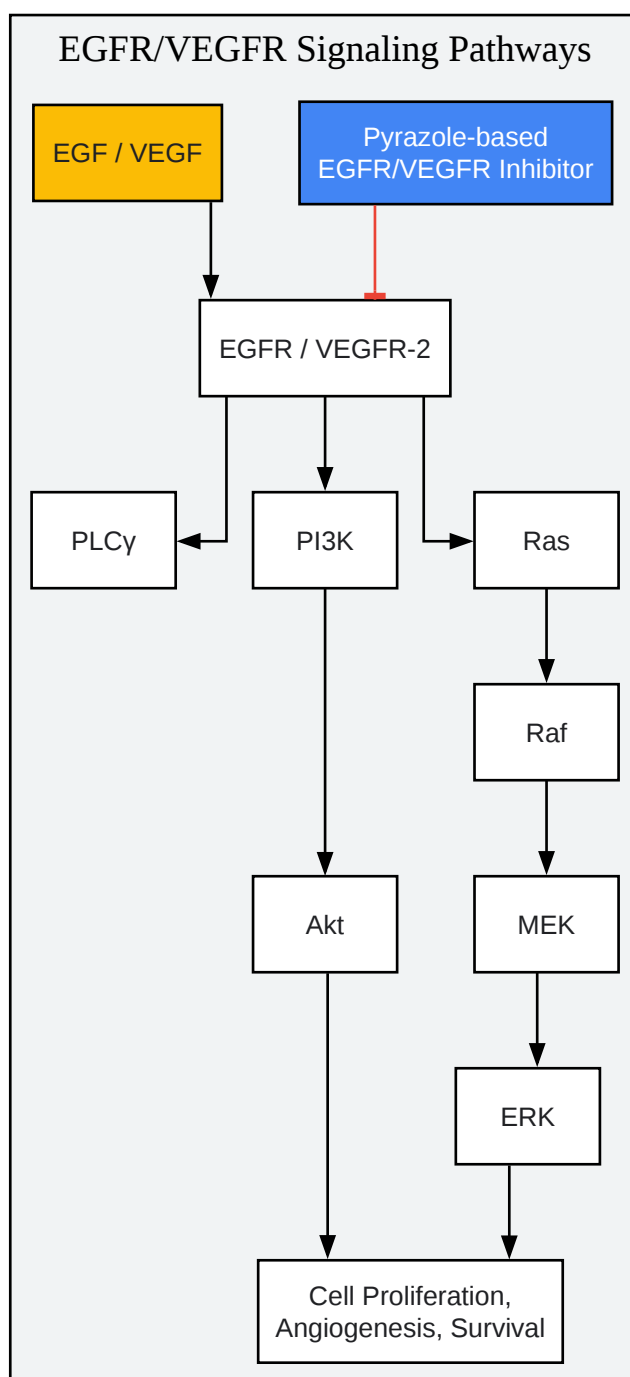 EGFR/VEGFR Signaling Pathways
EGF / VEGF
Pyrazole-based
EGFR/VEGFR Inhibitor
EGFR / VEGFR-2
PLCγ
PI3K
Ras
Raf
Akt
MEK
ERK
Cell Proliferation,
Angiogenesis, Survival